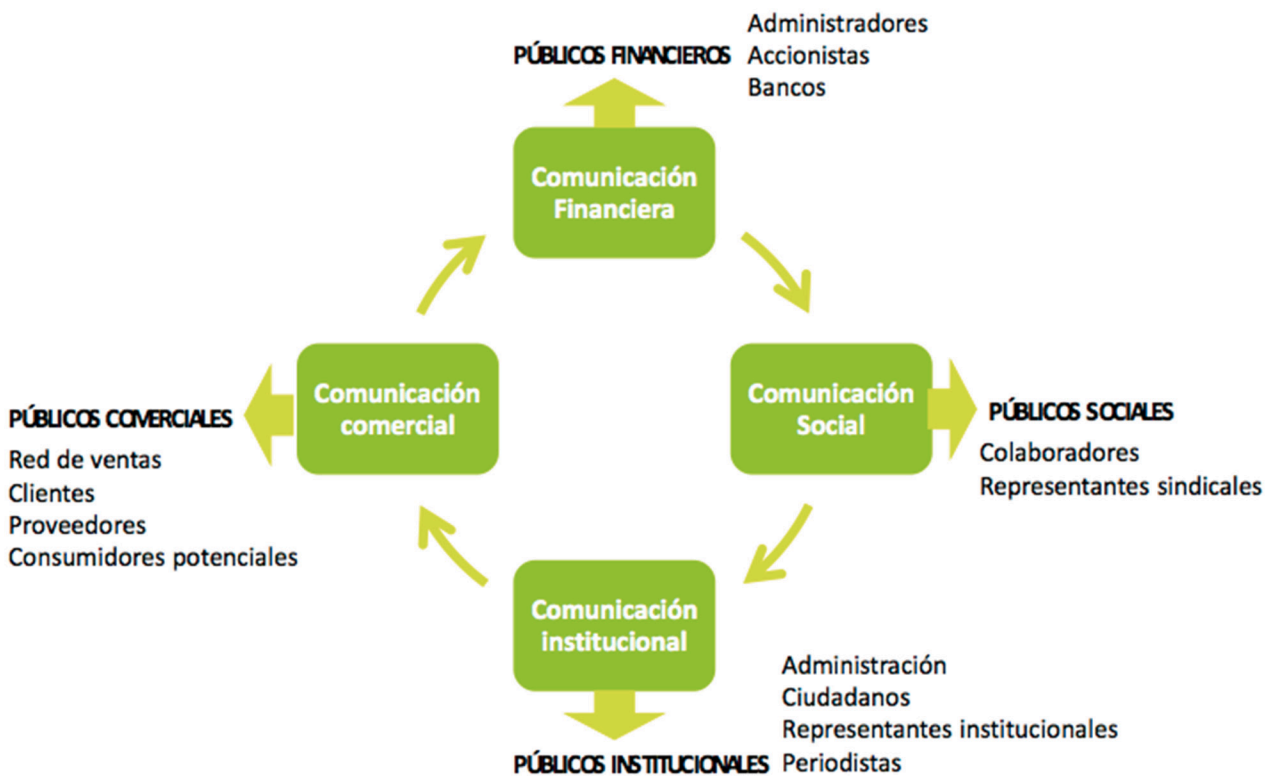 Administradores
PÚBLICOS FINANCIEROS
Accionistas
Bancos
Comunicación
Financiera
Comunicación
comercial
PÚBLICOS COMERCIALES
Red de ventas
Clientes
Proveedores
Consumidores potenciales
Comunicación
Social
PÚBLICOS SOCIALES
Colaboradores
Representantes sindicales
Comunicación
institucional
Administración
Ciudadanos
Representantes institucionales
PÚBLICOS INSTITUCIONALES
Periodistas